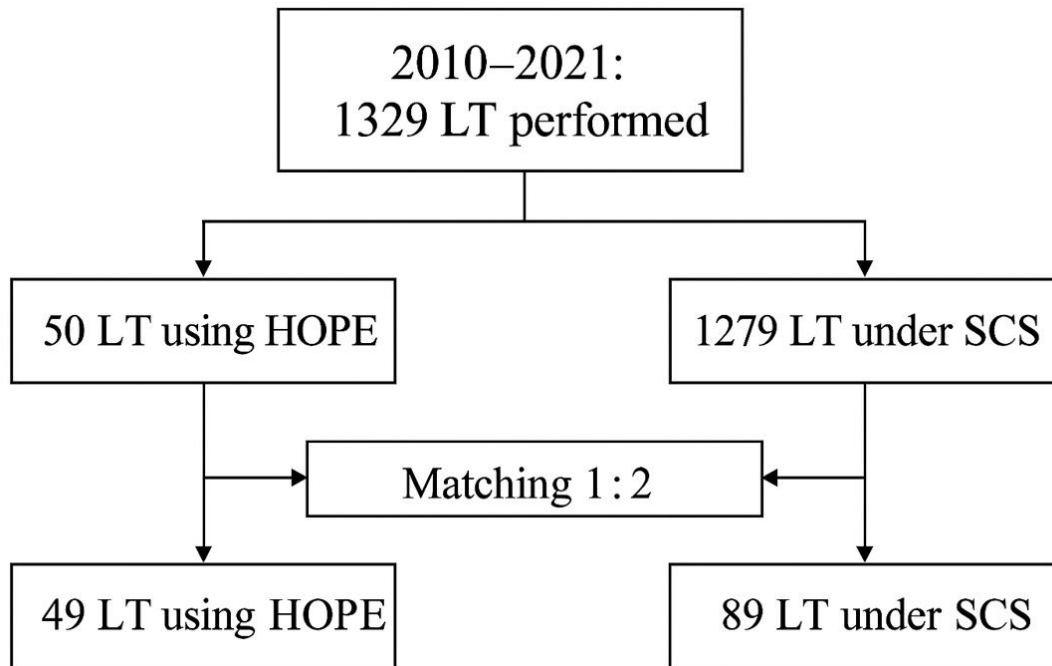 2010–2021:
1329 LT performed
50 LT using HOPE
1279 LT under SCS
Matching 1 : 2
49 LT using HOPE
89 LT under SCS